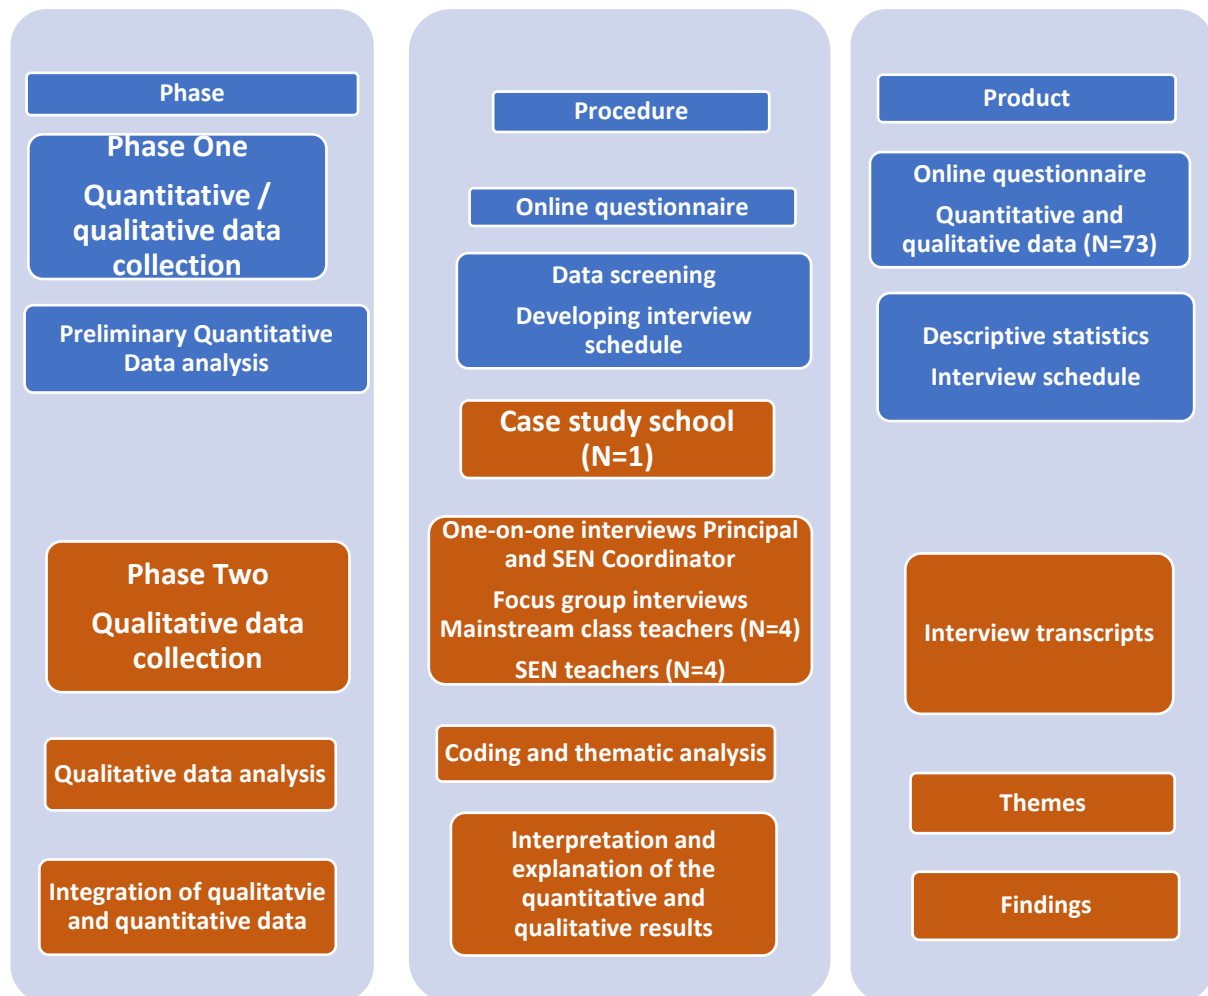 Phase
Phase One
Quantitative /
qualitative data
collection
Preliminary Quantitative
Data analysis
Phase Two
Qualitative data
collection
Qualitative data analysis
Integration of qualitatvie
and quantitative data
Procedure
Online questionnaire
Data screening
Developing interview
schedule
Case study school
(N=1)
One-on-one interviews Principal
and SEN Coordinator
Focus group interviews
Mainstream class teachers (N=4)
SEN teachers (N=4)
Coding and thematic analysis
Interpretation and
explanation of the
quantitative and
qualitative results
Product
Online questionnaire
Quantitative and
qualitative data (N=73)
Descriptive statistics
Interview schedule
Interview transcripts
Themes
Findings